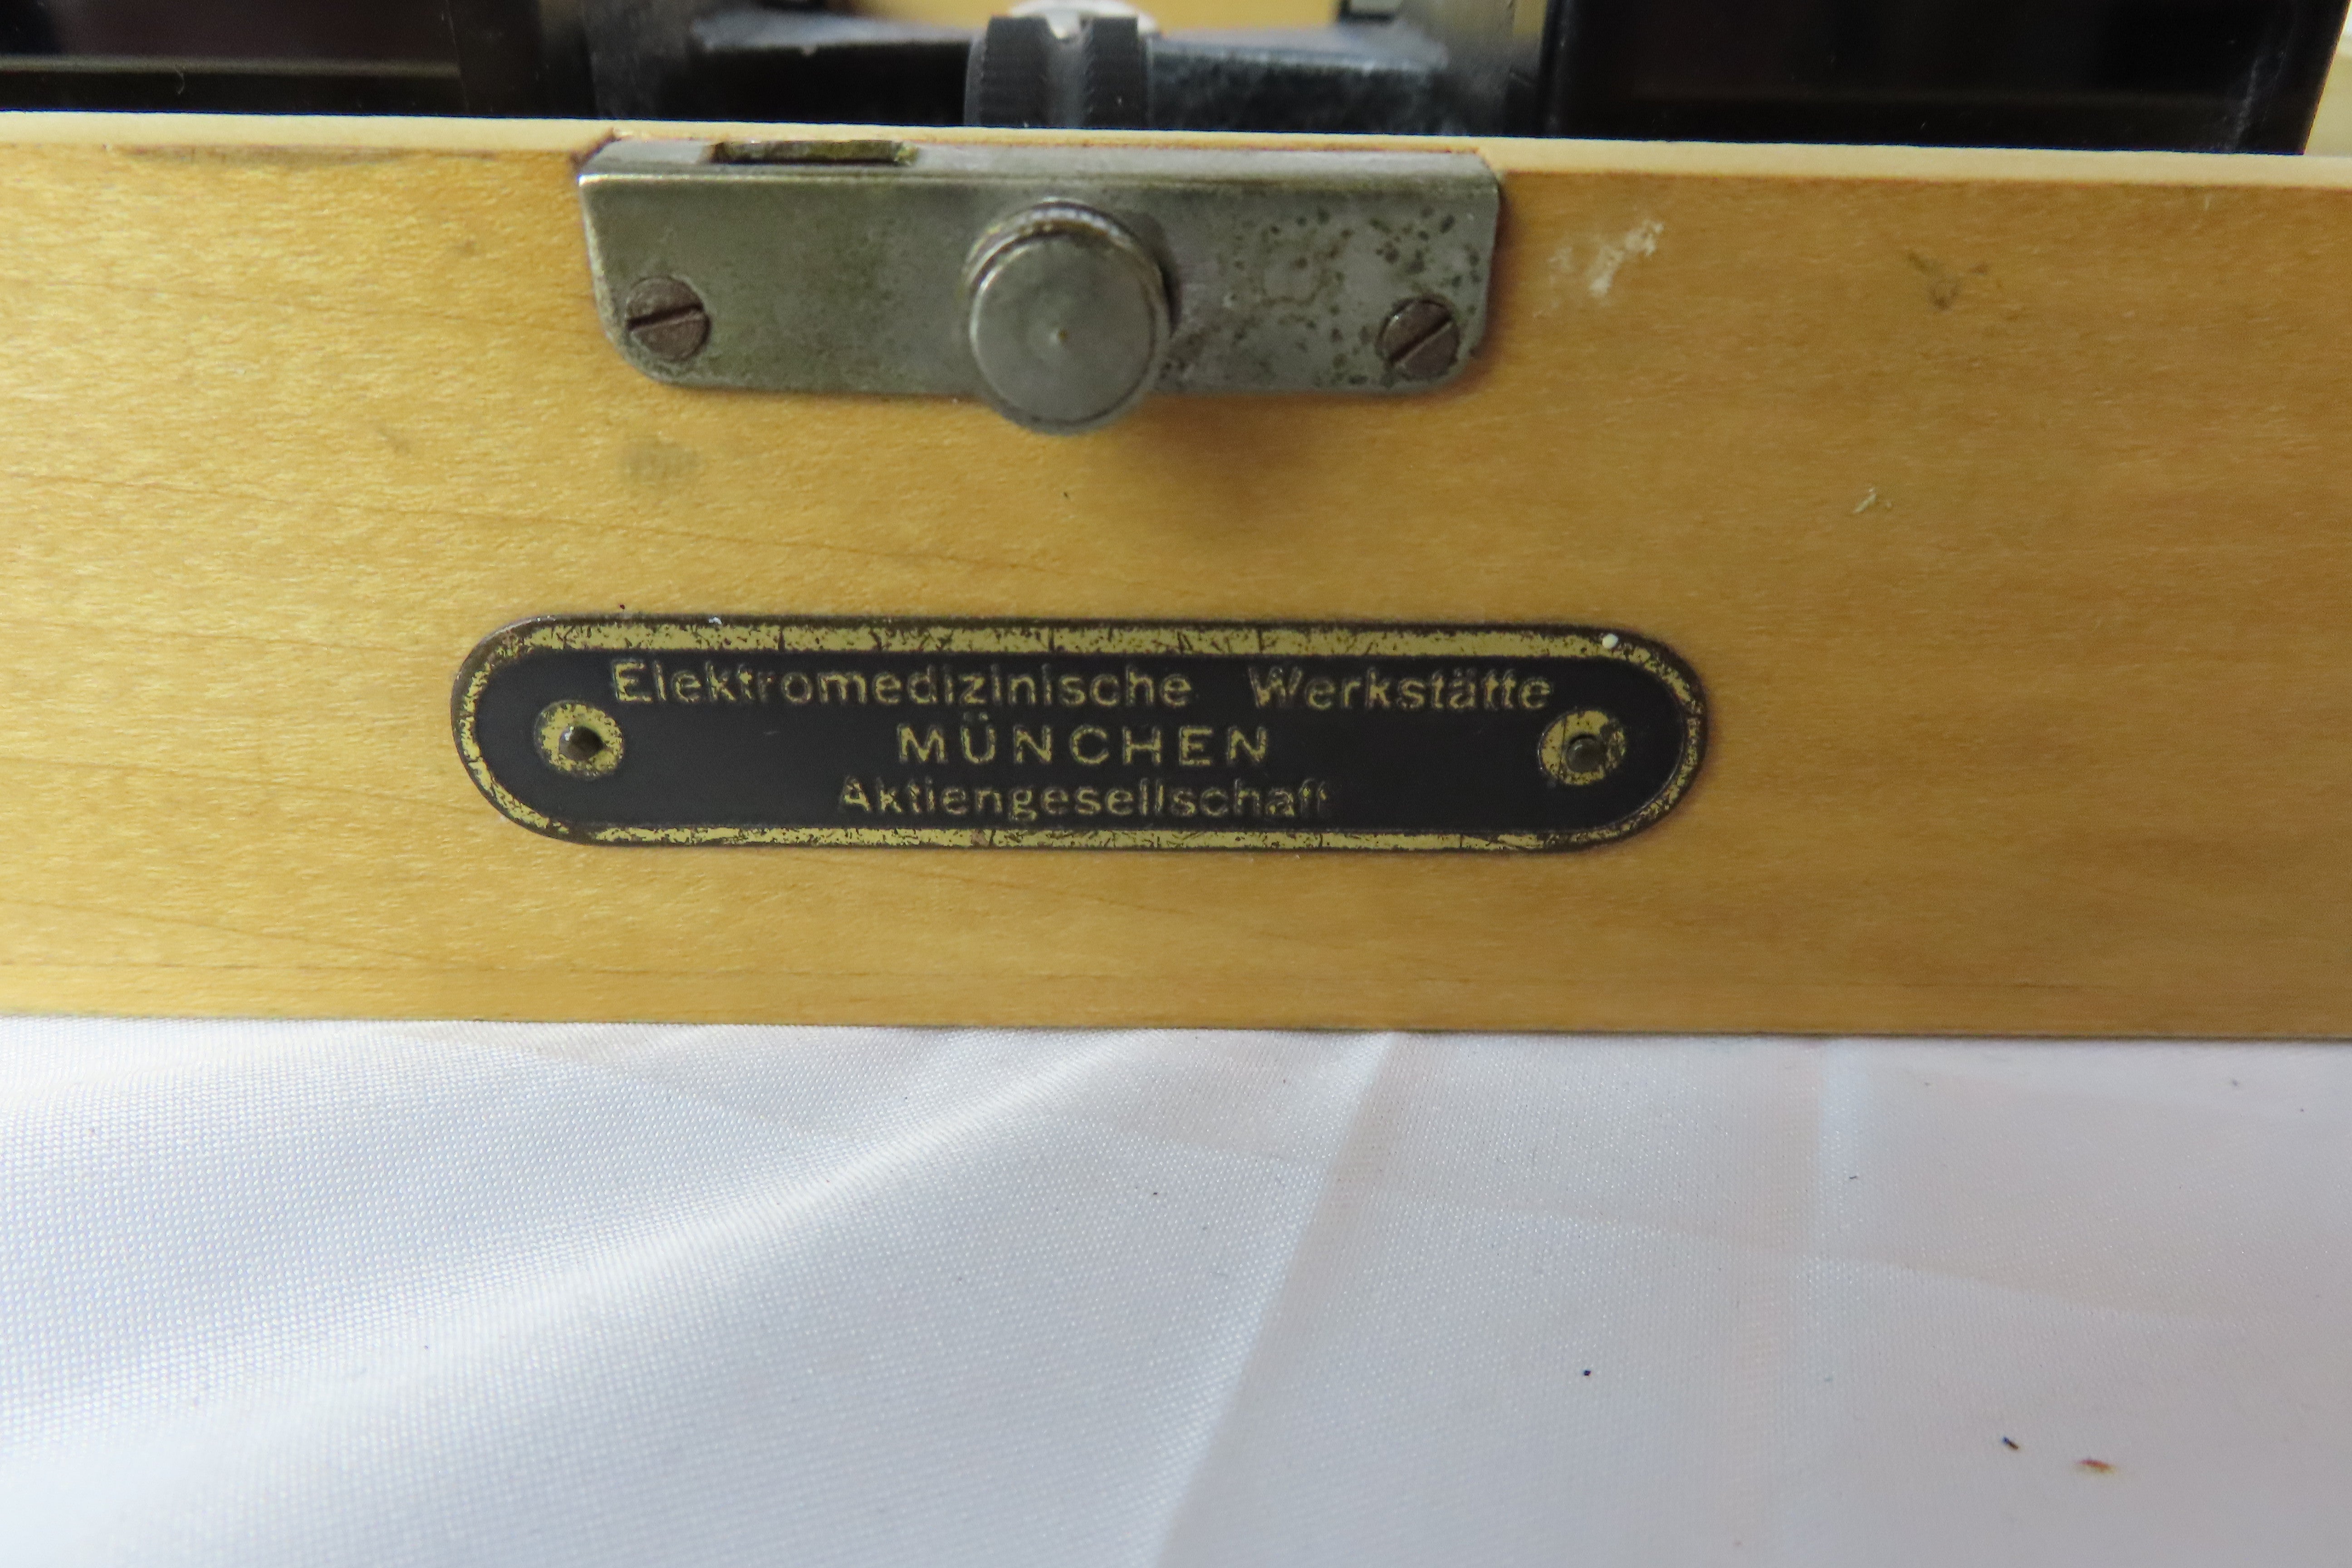 Elektromedizinische Werkstätte
MÜNCHEN
Aktiengesellschaft